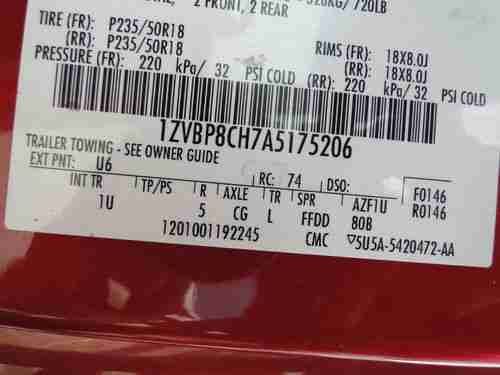 2 FRONT, 2 REAR 320KG/ 720LB
TIRE (FR): P235/50R18 RIMS (FR): 18X8.0J
(RR): P235/50R18 (RR): 18X8.0J
PRESSURE (FR): 220 kPa/ 32 PSI COLD (RR): 220 kPa/ 32 PSI COLD
1ZVBP8CH7A5175206
TRAILER TOWING - SEE OWNER GUIDE
EXT PNT: U6 RC: 74 DSO: F0146
INT TR TP/PS R AXLE TR SPR AZF1U R0146
1U 5 CG L FFDD 80B
1201001192245 CMC ▽5U5A-5420472-AA